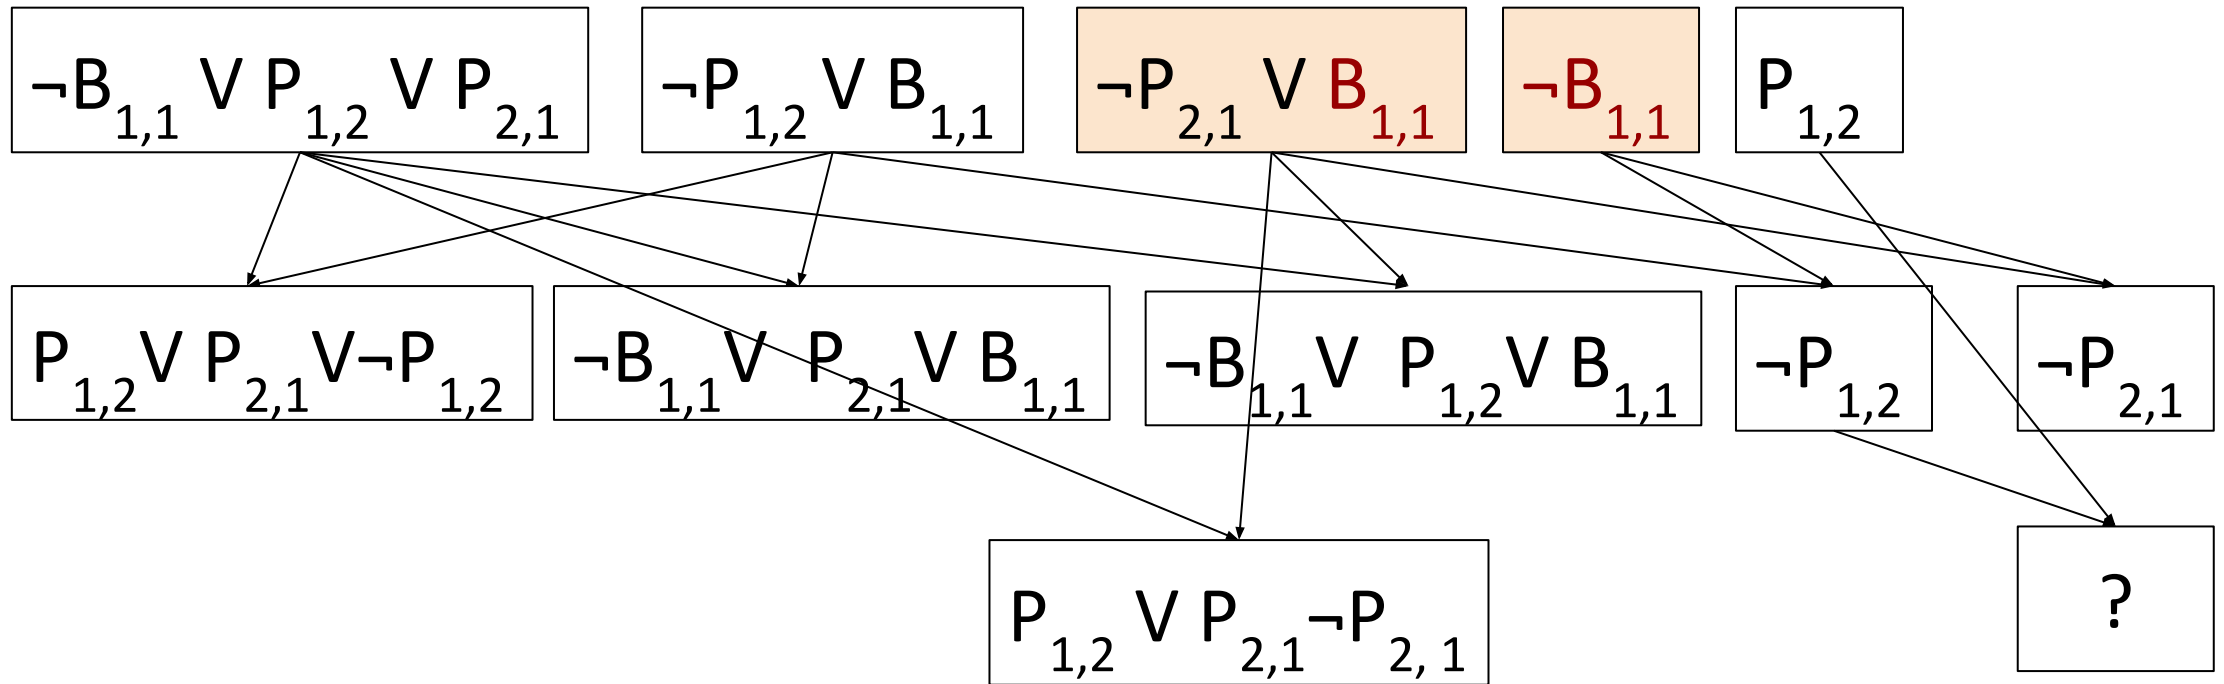 ¬B1,1 V P1,2 V P2,1
¬P1,2 V B1,1
¬P2,1 V B1,1
¬B1,1
P1,2
P1,2V P2,1V¬P1,2
¬B1,1V P2,1V B1,1
¬B1,1V P1,2V B1,1
¬P1,2
¬P2,1
P1,2 V P2,1¬P2, 1
?